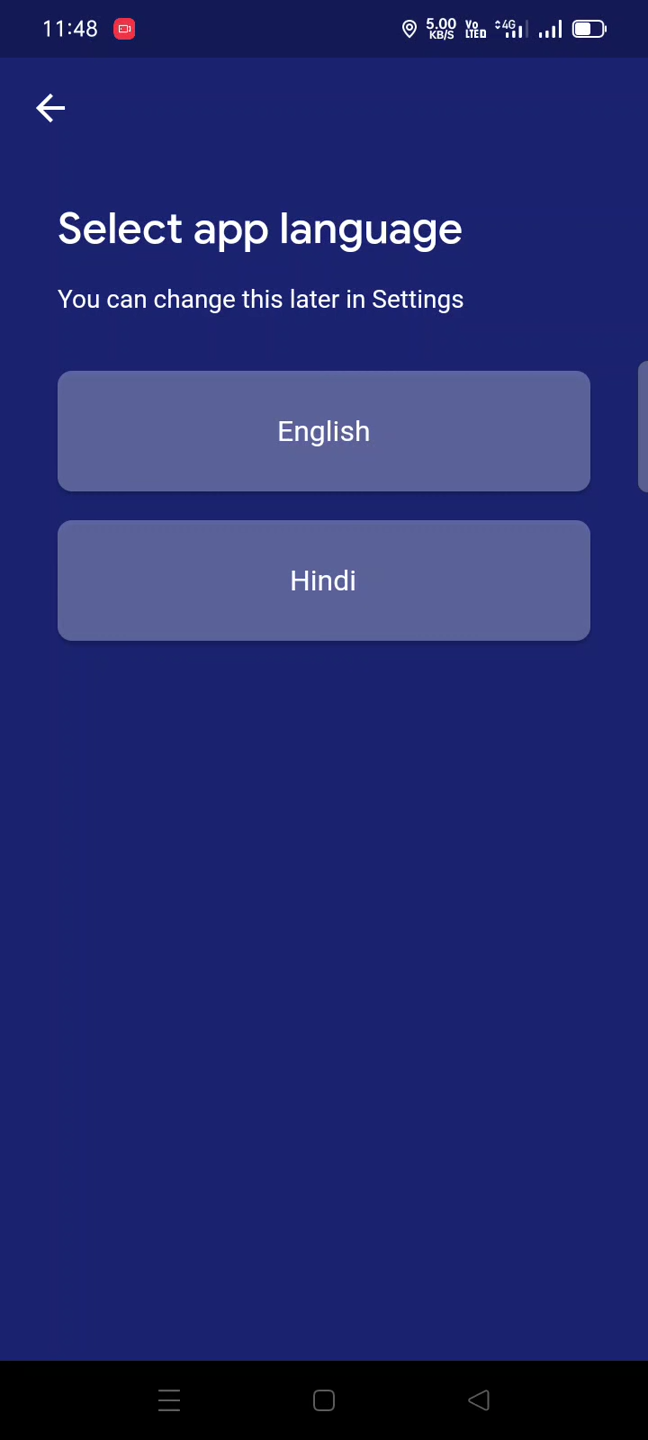 11:48
5.00 KB/S Vo LTE 4G
Select app language
You can change this later in Settings
English
Hindi